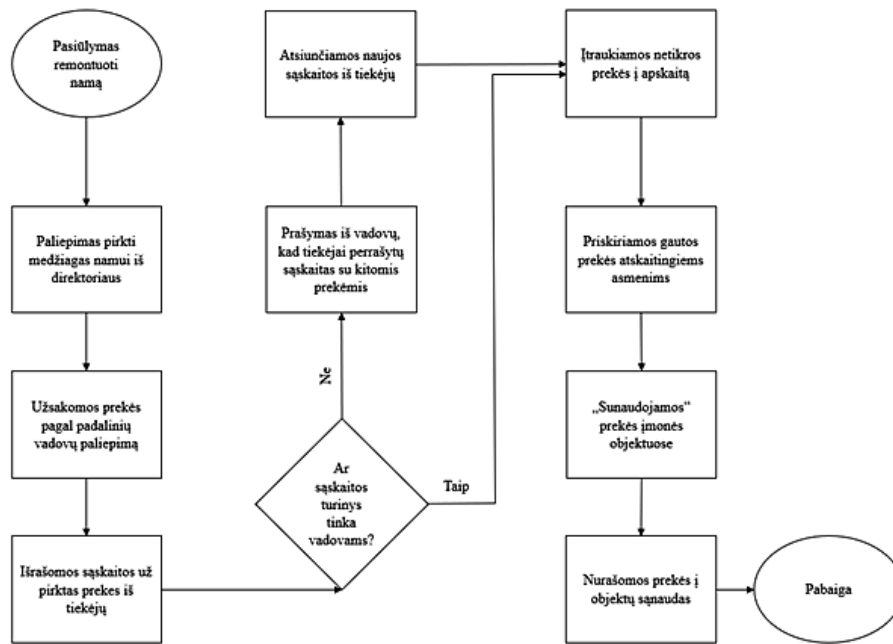 Pasiūlymas
remontuoti
namą
Paliepimas pirkti
medžiagas namui iš
direktoriaus
Užsakomos prekės
pagal padalinių
vadovų paliepimą
Išrašomos sąskaitos už
pirktas prekes iš
tiekėjų
Ar
sąskaitos
turinys
tinka
vadovams?
Ne
Taip
Prašymas iš vadovų,
kad tiekėjai perrašytų
sąskaitas su kitomis
prekėmis
Atsiunčiamos naujos
sąskaitos iš tiekėjų
Įtraukiamos netikros
prekės į apskaitą
Priskiriamos gautos
prekės atskaitingiems
asmenims
„Sunaudojamos“
prekės įmonės
objektuose
Nurašomos prekės į
objektų sąnaudas
Pabaiga